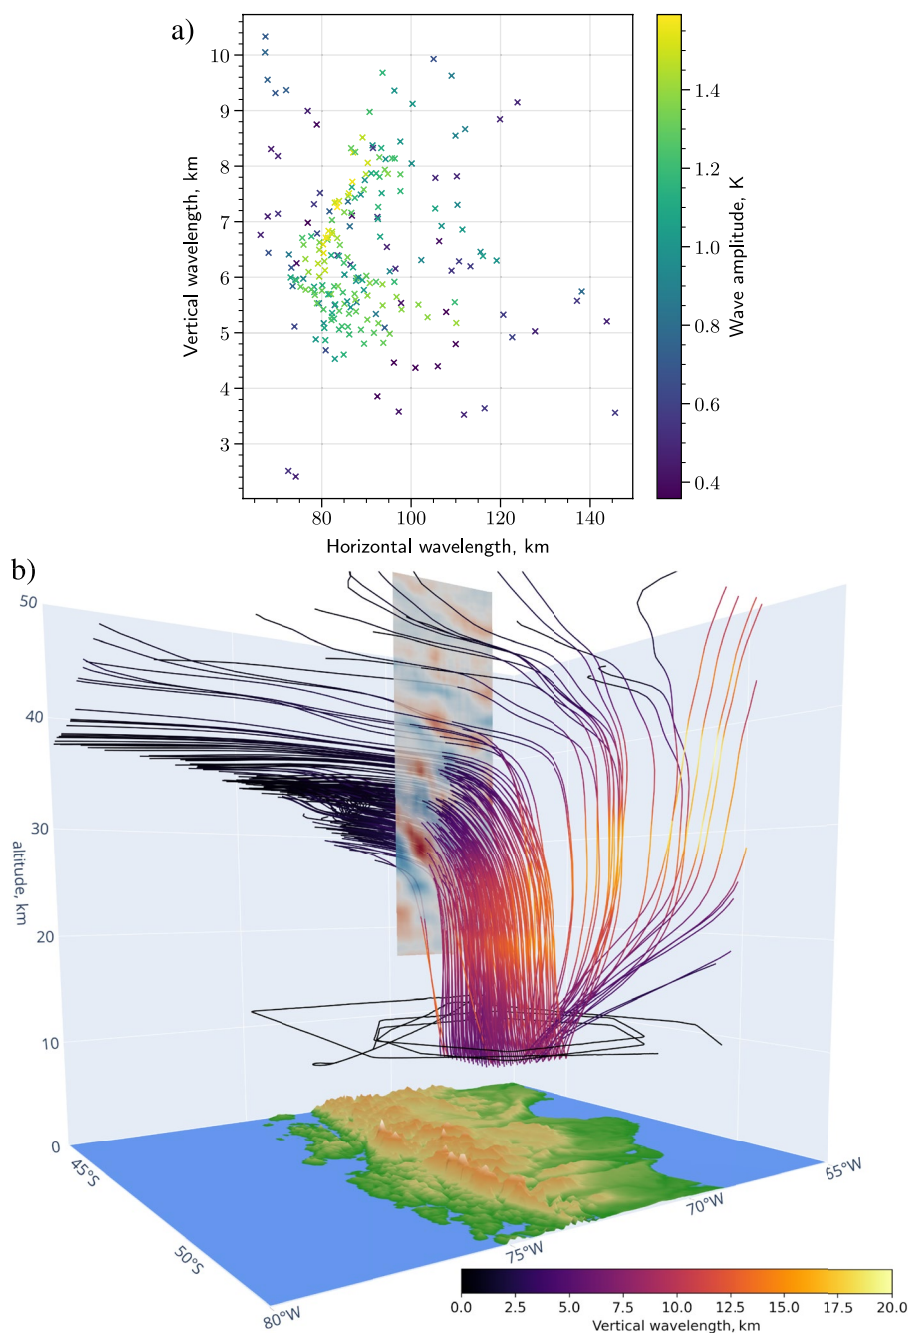 a)
10
9
8
7
6
5
4
3
Vertical wavelength, km
80
100
120
140
Horizontal wavelength, km
1.4
1.2
1.0
0.8
0.6
0.4
Wave amplitude, K
b)
50
40
30
20
10
0
altitude, km
45°S
50°S
80°W
75°W
70°W
65°W
0.0
2.5
5.0
7.5
10.0
12.5
15.0
17.5
20.0
Vertical wavelength, km